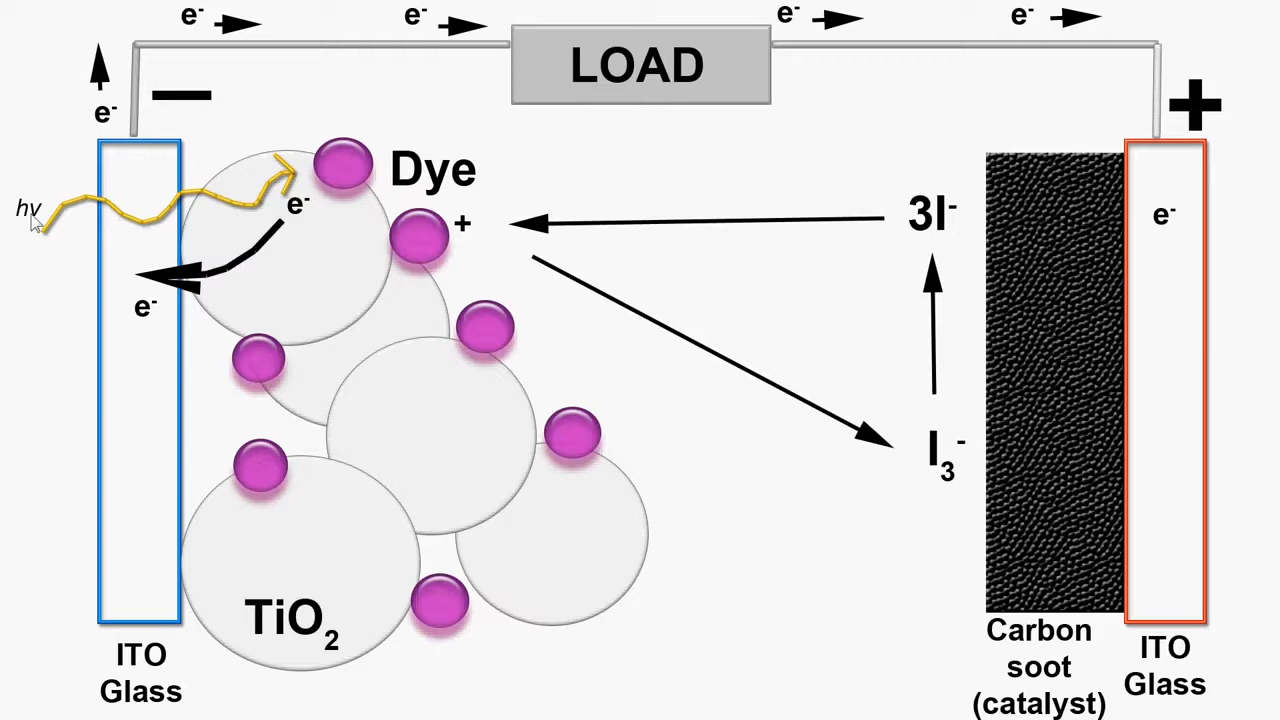 e- e- e- e-
LOAD
e-
−
+
Dye
hν
e-
+
3I-
e-
e-
I3-
TiO2
ITO
Glass
Carbon
soot
(catalyst)
ITO
Glass